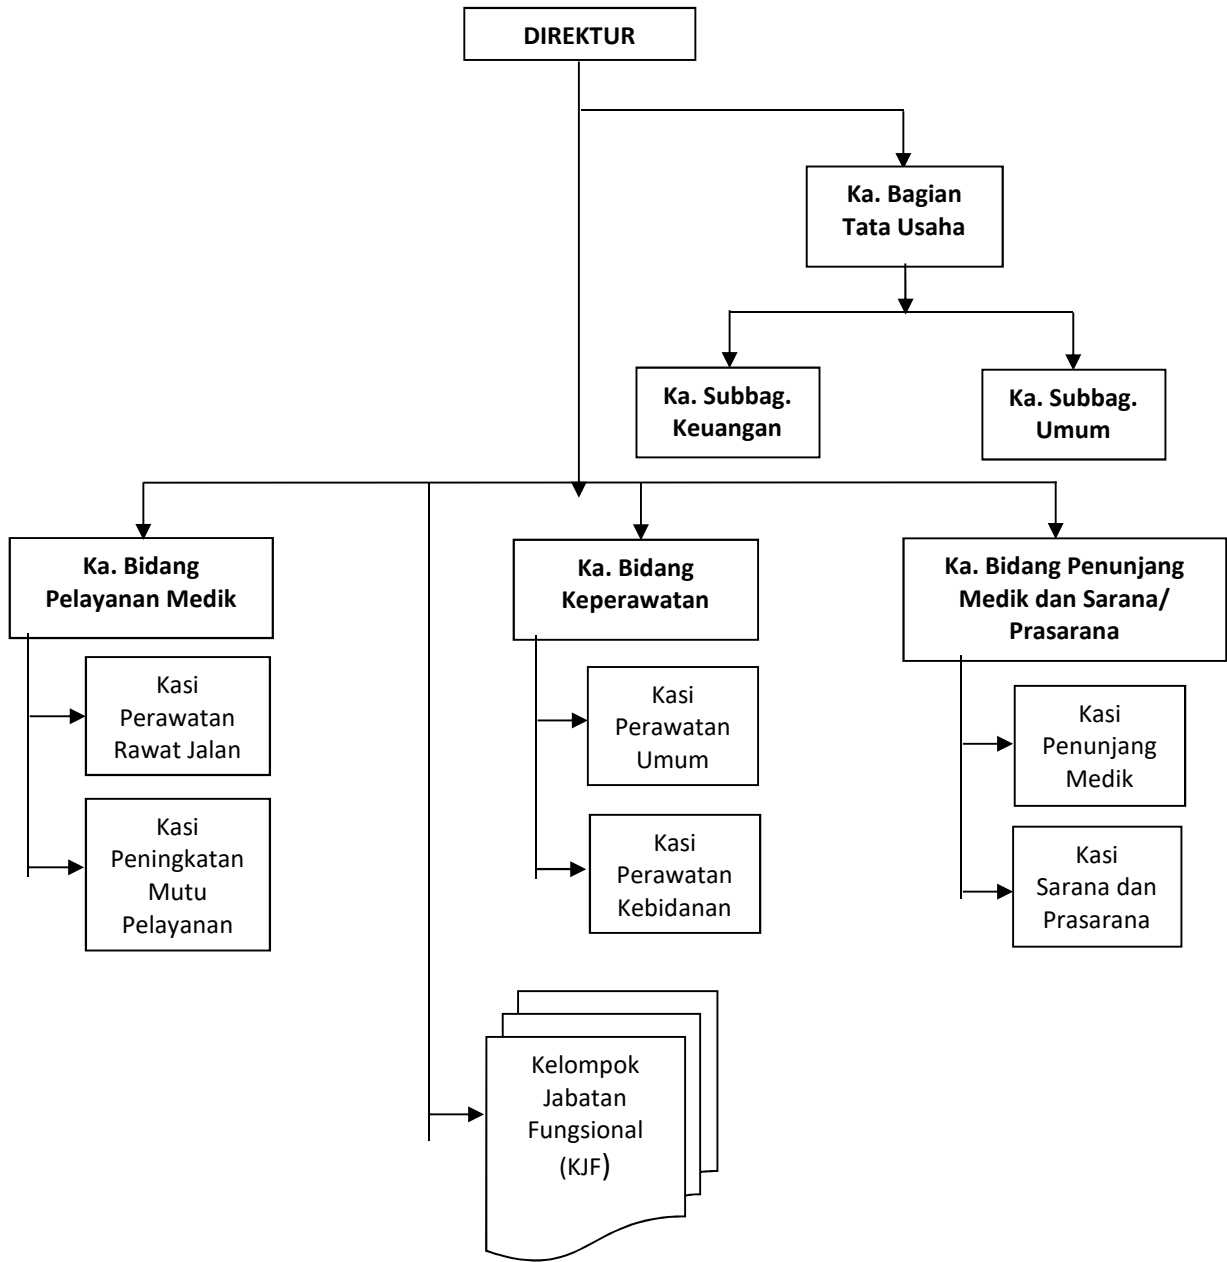 DIREKTUR
Ka. Bagian
Tata Usaha
Ka. Subbag.
Keuangan
Ka. Subbag.
Umum
Ka. Bidang
Pelayanan Medik
Ka. Bidang
Keperawatan
Ka. Bidang Penunjang
Medik dan Sarana/
Prasarana
Kasi
Perawatan
Rawat Jalan
Kasi
Perawatan
Umum
Kasi
Penunjang
Medik
Kasi
Peningkatan
Mutu
Pelayanan
Kasi
Perawatan
Kebidanan
Kasi
Sarana dan
Prasarana
Kelompok
Jabatan
Fungsional
(KJF)